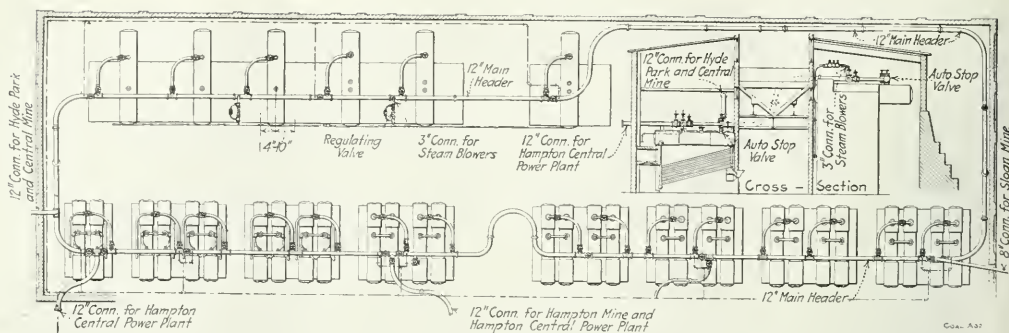 12" Conn. for Hyde Park
and Central Mine
12" Main
Header
14'-10"
Regulating
Valve
3" Conn. for
Steam Blowers
12" Conn. for
Hampton Central
Power Plant
12" Conn. for Hyde
Park and Central
Mine
Auto Stop
Valve
3" Conn. for
Steam Blowers
12" Main Header
Auto Stop
Valve
Cross - Section
8" Conn. for Sloan Mine
12" Conn. for Hampton
Central Power Plant
12" Conn. for Hampton Mine and
Hampton Central Power Plant
12" Main Header